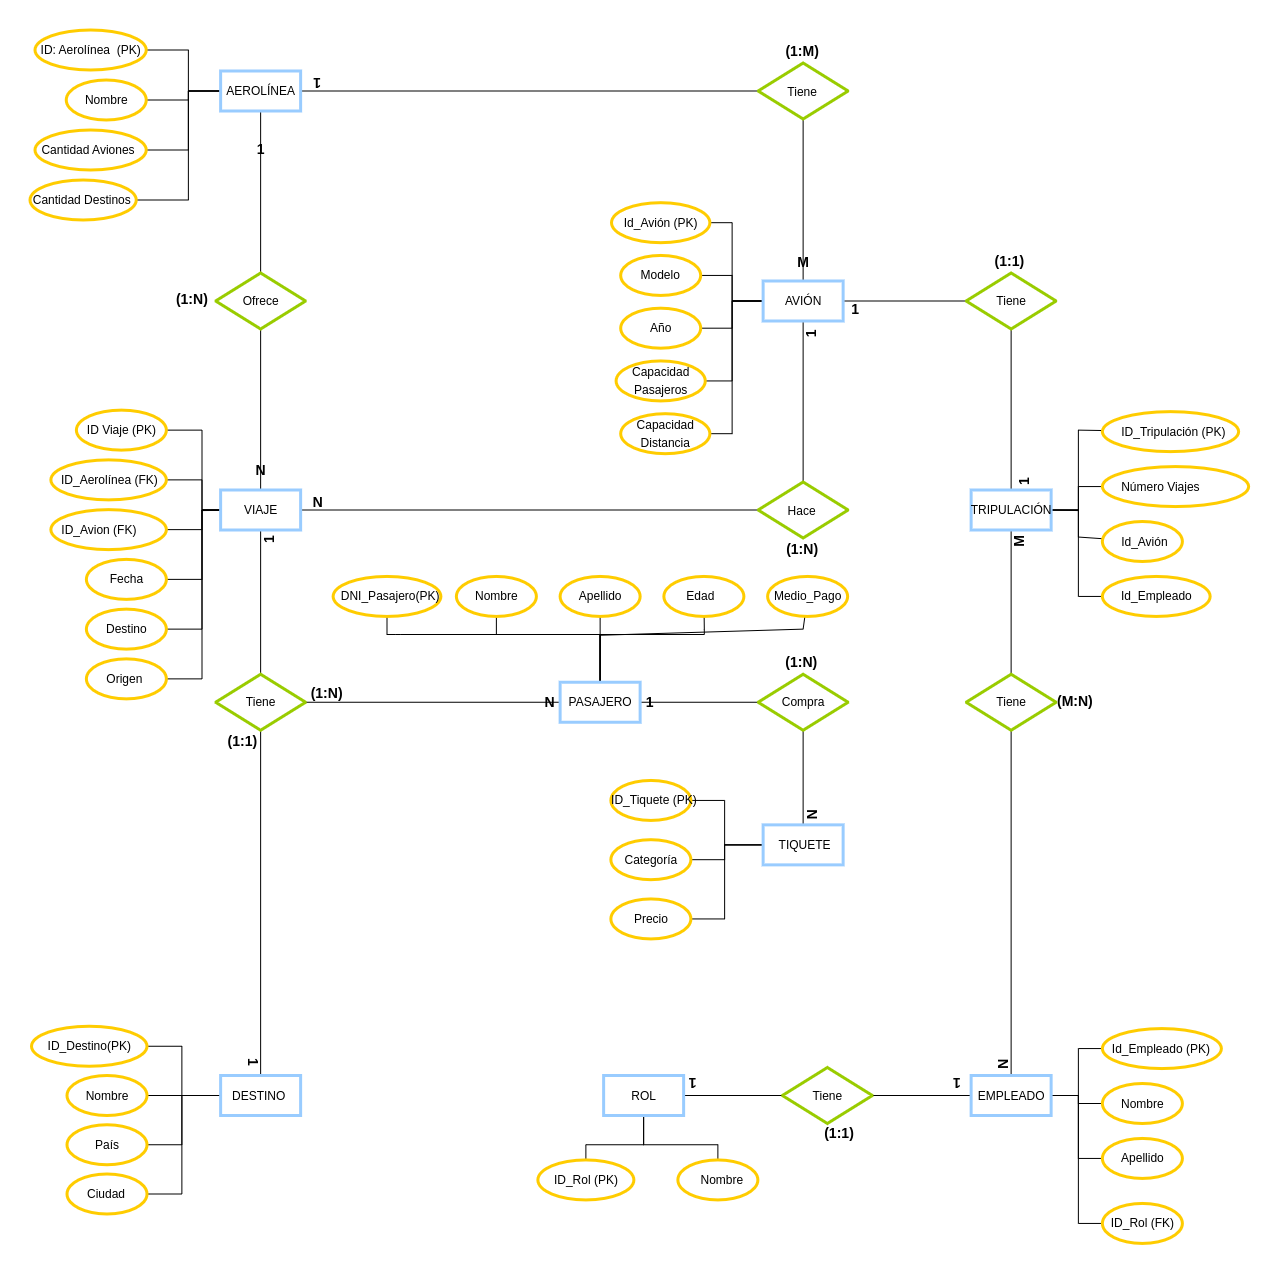 (1:M)
ID: Aerolínea (PK)
1
AEROLÍNEA
Tiene
Nombre
Cantidad Aviones
1
Cantidad Destinos
Id_Avión (PK)
M
(1:1)
Modelo
(1:N)
Ofrece
AVIÓN
1
Tiene
Año
1
Capacidad
Pasajeros
Capacidad
Distancia
ID Viaje (PK)
ID_Tripulación (PK)
N
ID_Aerolínea (FK)
1
Número Viajes
VIAJE
N
Hace
TRIPULACIÓN
ID_Avion (FK)
1
(1:N)
M
Id_Avión
Fecha
DNI_Pasajero(PK)
Nombre
Apellido
Edad
Medio_Pago
Id_Empleado
Destino
Origen
(1:N)
(1:N)
Tiene
N
PASAJERO
1
Compra
Tiene
(M:N)
(1:1)
ID_Tiquete (PK)
N
TIQUETE
Categoría
Precio
ID_Destino(PK)
1
N
Id_Empleado (PK)
Nombre
DESTINO
ROL
1
Tiene
1
EMPLEADO
Nombre
(1:1)
País
Apellido
Ciudad
ID_Rol (PK)
Nombre
ID_Rol (FK)